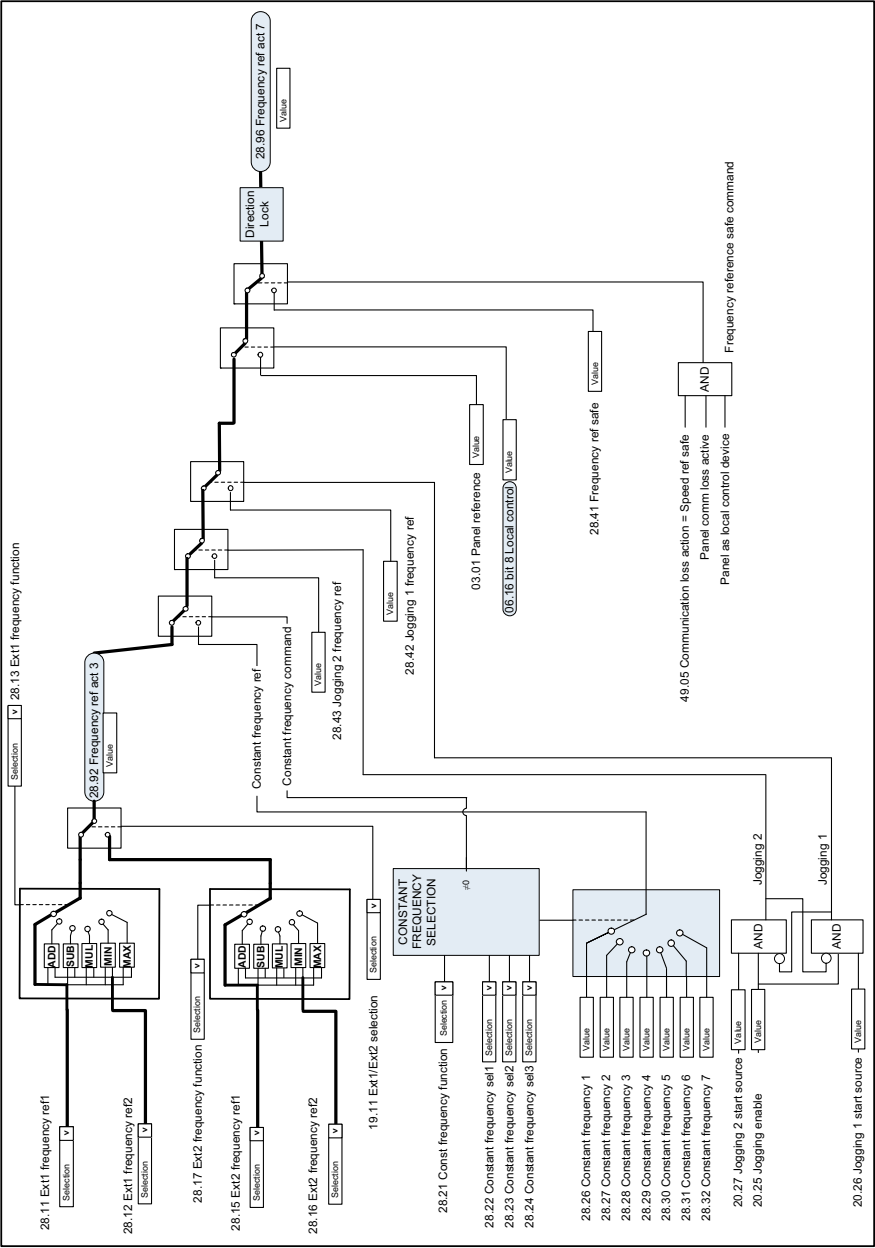 28.11 Ext1 frequency ref1
Selection v
28.12 Ext1 frequency ref2
Selection v
ADD
SUB
MUL
MIN
MAX
Selection v
28.13 Ext1 frequency function
28.17 Ext2 frequency function
Selection v
28.15 Ext2 frequency ref1
Selection v
28.16 Ext2 frequency ref2
Selection v
ADD
SUB
MUL
MIN
MAX
19.11 Ext1/Ext2 selection
Selection v
28.92 Frequency ref act 3
Value
28.21 Const frequency function
Selection v
28.22 Constant frequency sel1
Selection v
28.23 Constant frequency sel2
Selection v
28.24 Constant frequency sel3
Selection v
CONSTANT
FREQUENCY
SELECTION
≠0
Constant frequency ref
Constant frequency command
28.26 Constant frequency 1
Value
28.27 Constant frequency 2
Value
28.28 Constant frequency 3
Value
28.29 Constant frequency 4
Value
28.30 Constant frequency 5
Value
28.31 Constant frequency 6
Value
28.32 Constant frequency 7
Value
20.27 Jogging 2 start source
Value
20.25 Jogging enable
Value
20.26 Jogging 1 start source
Value
AND
AND
Jogging 2
Jogging 1
Value
28.43 Jogging 2 frequency ref
Value
28.42 Jogging 1 frequency ref
03.01 Panel reference
Value
06.16 bit 8 Local control
Value
28.41 Frequency ref safe
Value
49.05 Communication loss action = Speed ref safe
Panel comm loss active
Panel as local control device
AND
Frequency reference safe command
Direction
Lock
28.96 Frequency ref act 7
Value